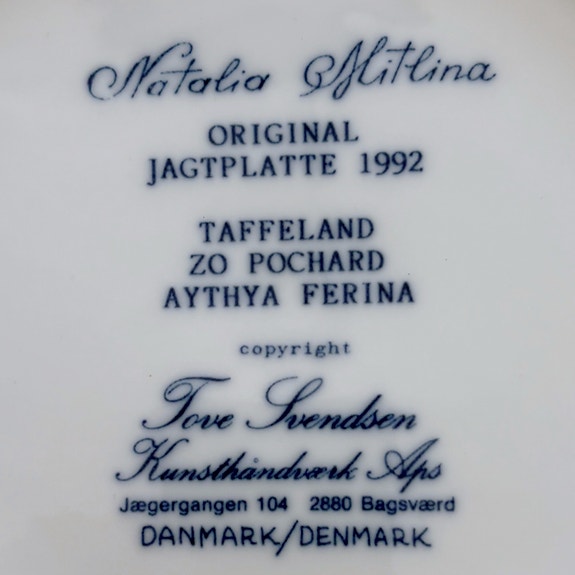 Natalia Mitlina
ORIGINAL
JAGTPLATTE 1992
TAFFELAND
ZO POCHARD
AYTHYA FERINA
copyright
Tove Svendsen
Kunsthåndværk Aps
Jægergangen 104 2880 Bagsværd
DANMARK/DENMARK